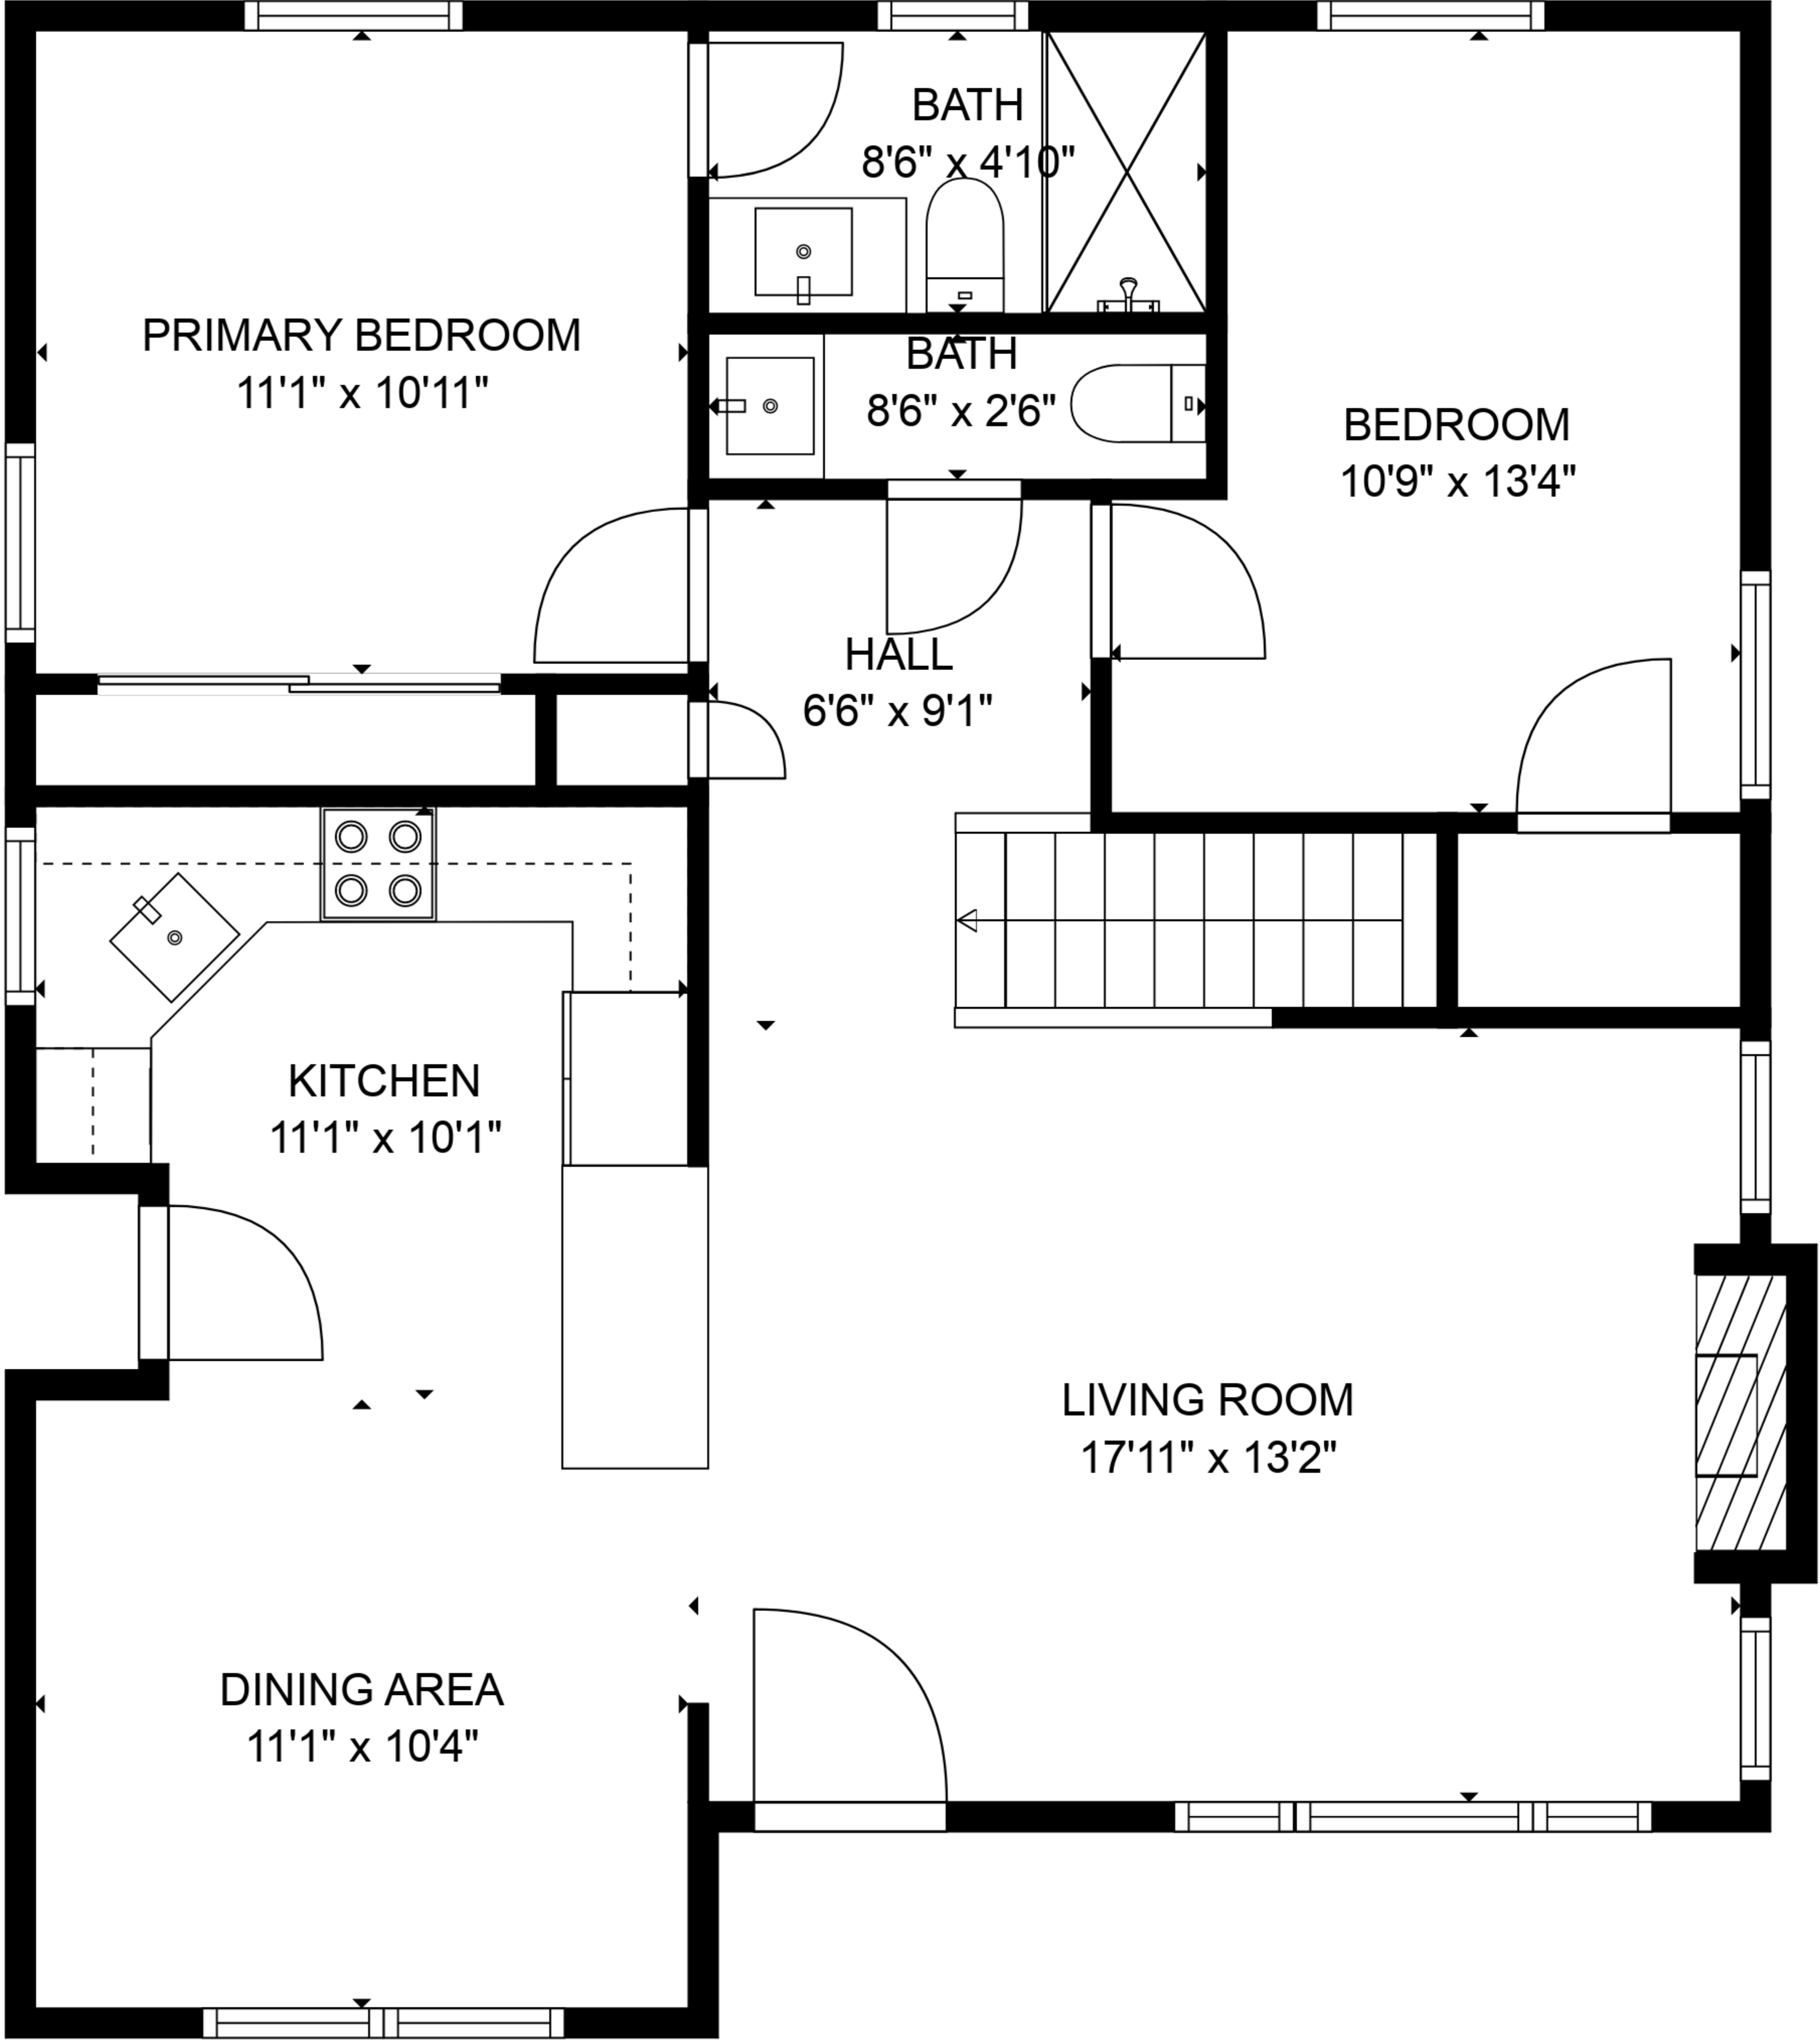 BATH
8'6" x 4'10"
PRIMARY BEDROOM
11'1" x 10'11"
BATH
8'6" x 2'6"
BEDROOM
10'9" x 13'4"
HALL
6'6" x 9'1"
KITCHEN
11'1" x 10'1"
LIVING ROOM
17'11" x 13'2"
DINING AREA
11'1" x 10'4"